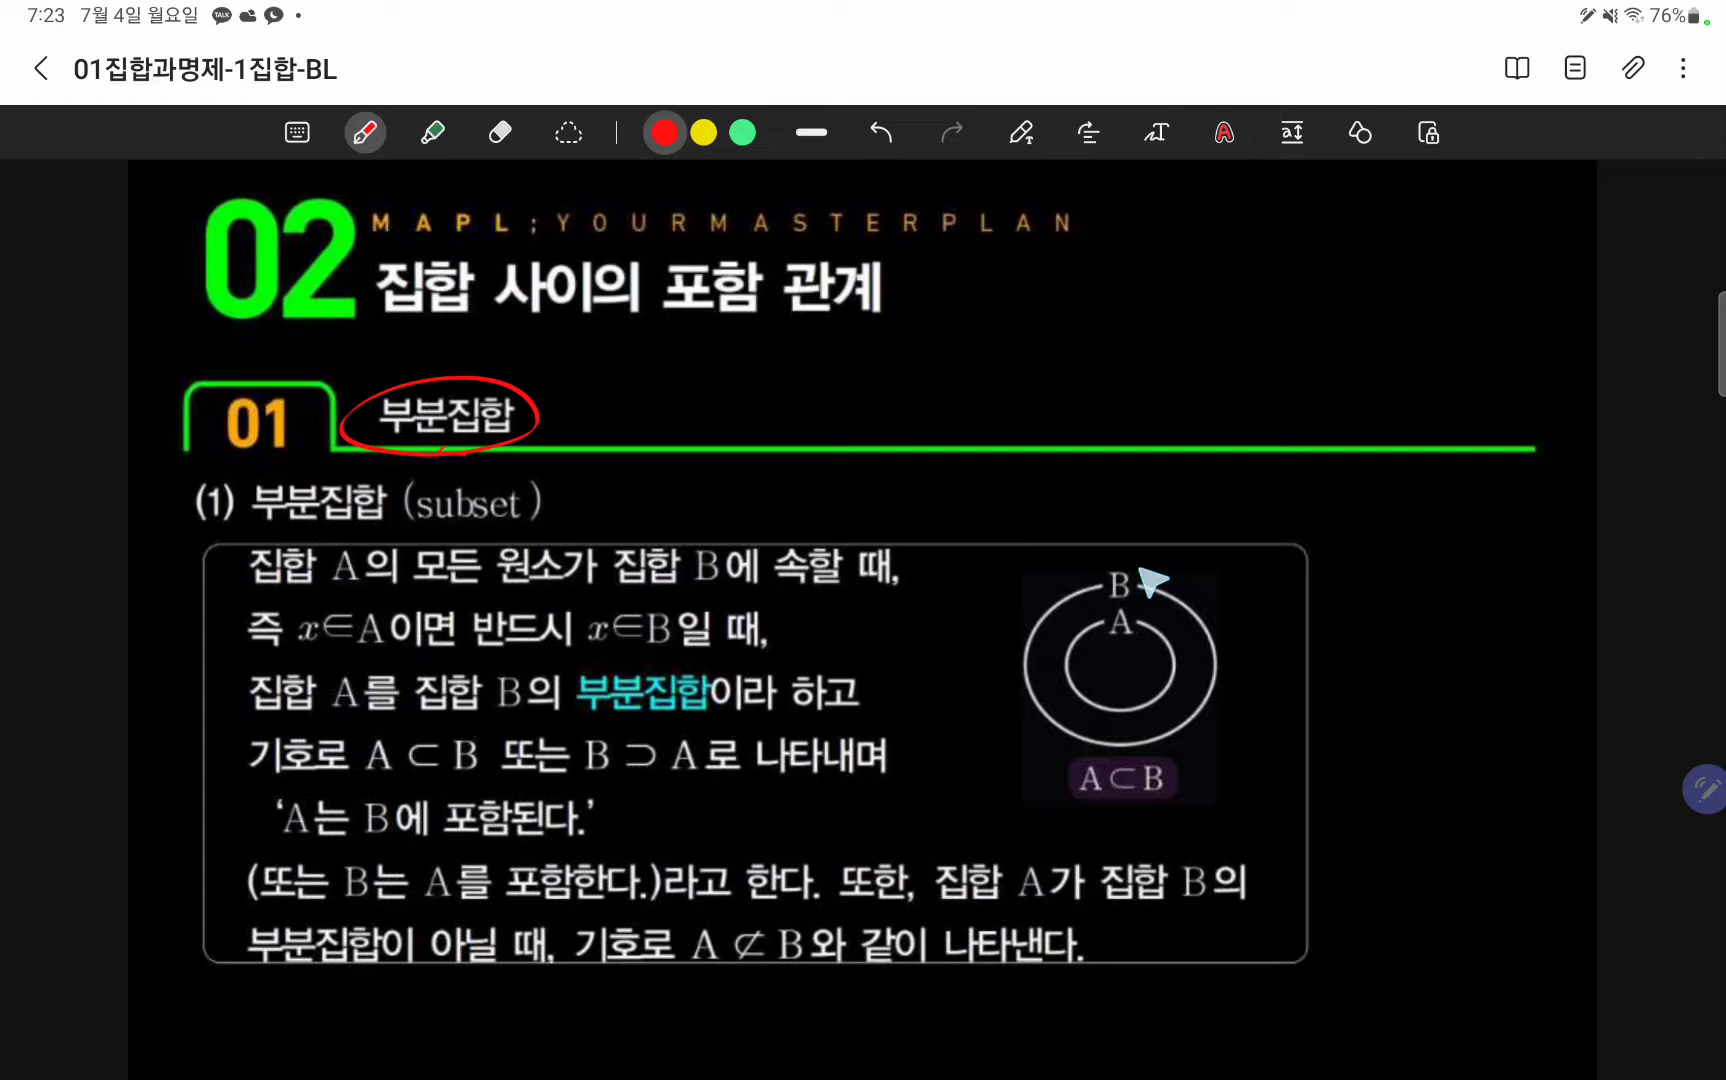 7:23 7월 4일 월요일 TALK
76%
01집합과명제-1집합-BL
02
MAPL;YOURMASTERPLAN
집합 사이의 포함 관계
01 부분집합
(1) 부분집합 (subset)
집합 A의 모든 원소가 집합 B에 속할 때,
즉 x∈A이면 반드시 x∈B일 때,
집합 A를 집합 B의 부분집합이라 하고
기호로 A ⊂ B 또는 B ⊃ A로 나타내며
‘A는 B에 포함된다.’
(또는 B는 A를 포함한다.)라고 한다. 또한, 집합 A가 집합 B의
부분집합이 아닐 때, 기호로 A ⊄ B와 같이 나타낸다.
B
A
A⊂B